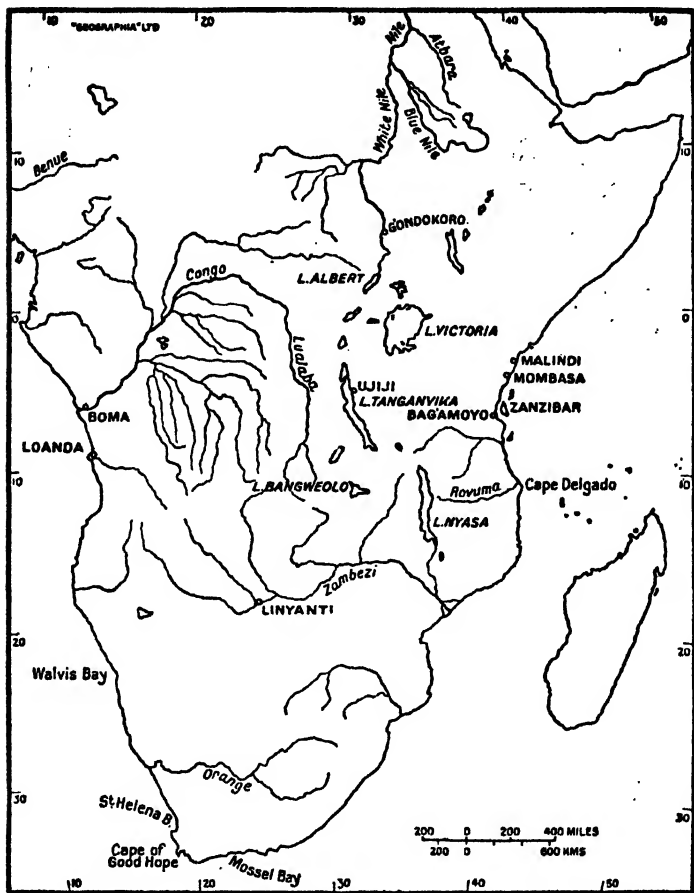 10
20
30
40
50
"GEOGRAPHIA" LTD
Nile
Atbara
White Nile
Blue Nile
10
Benue
10
GONDOKORO.
L.ALBERT
Congo
0
0
L.VICTORIA
Lualaba
MALINDI
MOMBASA
UJIJI
L.TANGANVIKA
ZANZIBAR
BAGAMOYO
BOMA
LOANDA
10
L.BANGWEOLO
Rovuma
Cape Delgado
10
L.NYASA
Zambezi
LINYANTI
20
20
Walvis Bay
Orange
30
St.Helena B.
30
200 0 200 400 MILES
200 0 600 KMS
Cape of
Good Hope
Mossel Bay
10
20
30
40
50